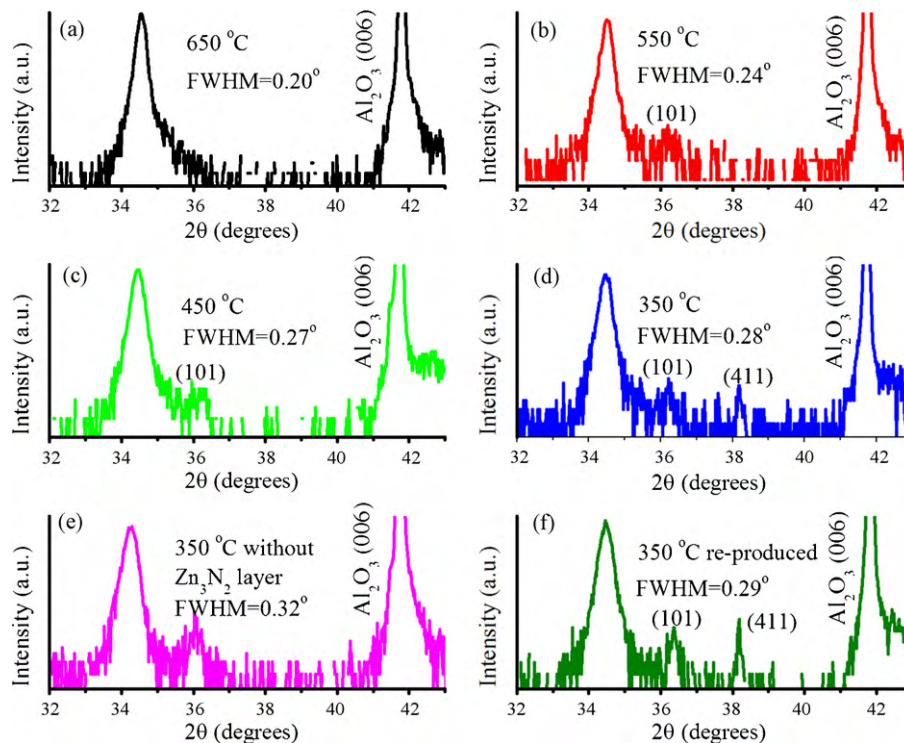 (a)
650 °C
FWHM=0.20°
Al₂O₃ (006)
Intensity (a.u.)
32 34 36 38 40 42
2θ (degrees)
(b)
550 °C
FWHM=0.24°
(101)
Al₂O₃ (006)
Intensity (a.u.)
32 34 36 38 40 42
2θ (degrees)
(c)
450 °C
FWHM=0.27°
(101)
Al₂O₃ (006)
Intensity (a.u.)
32 34 36 38 40 42
2θ (degrees)
(d)
350 °C
FWHM=0.28°
(101)
(411)
Al₂O₃ (006)
Intensity (a.u.)
32 34 36 38 40 42
2θ (degrees)
(e)
350 °C without
Zn₃N₂ layer
FWHM=0.32°
Al₂O₃ (006)
Intensity (a.u.)
32 34 36 38 40 42
2θ (degrees)
(f)
350 °C re-produced
FWHM=0.29°
(101)
(411)
Al₂O₃ (006)
Intensity (a.u.)
32 34 36 38 40 42
2θ (degrees)